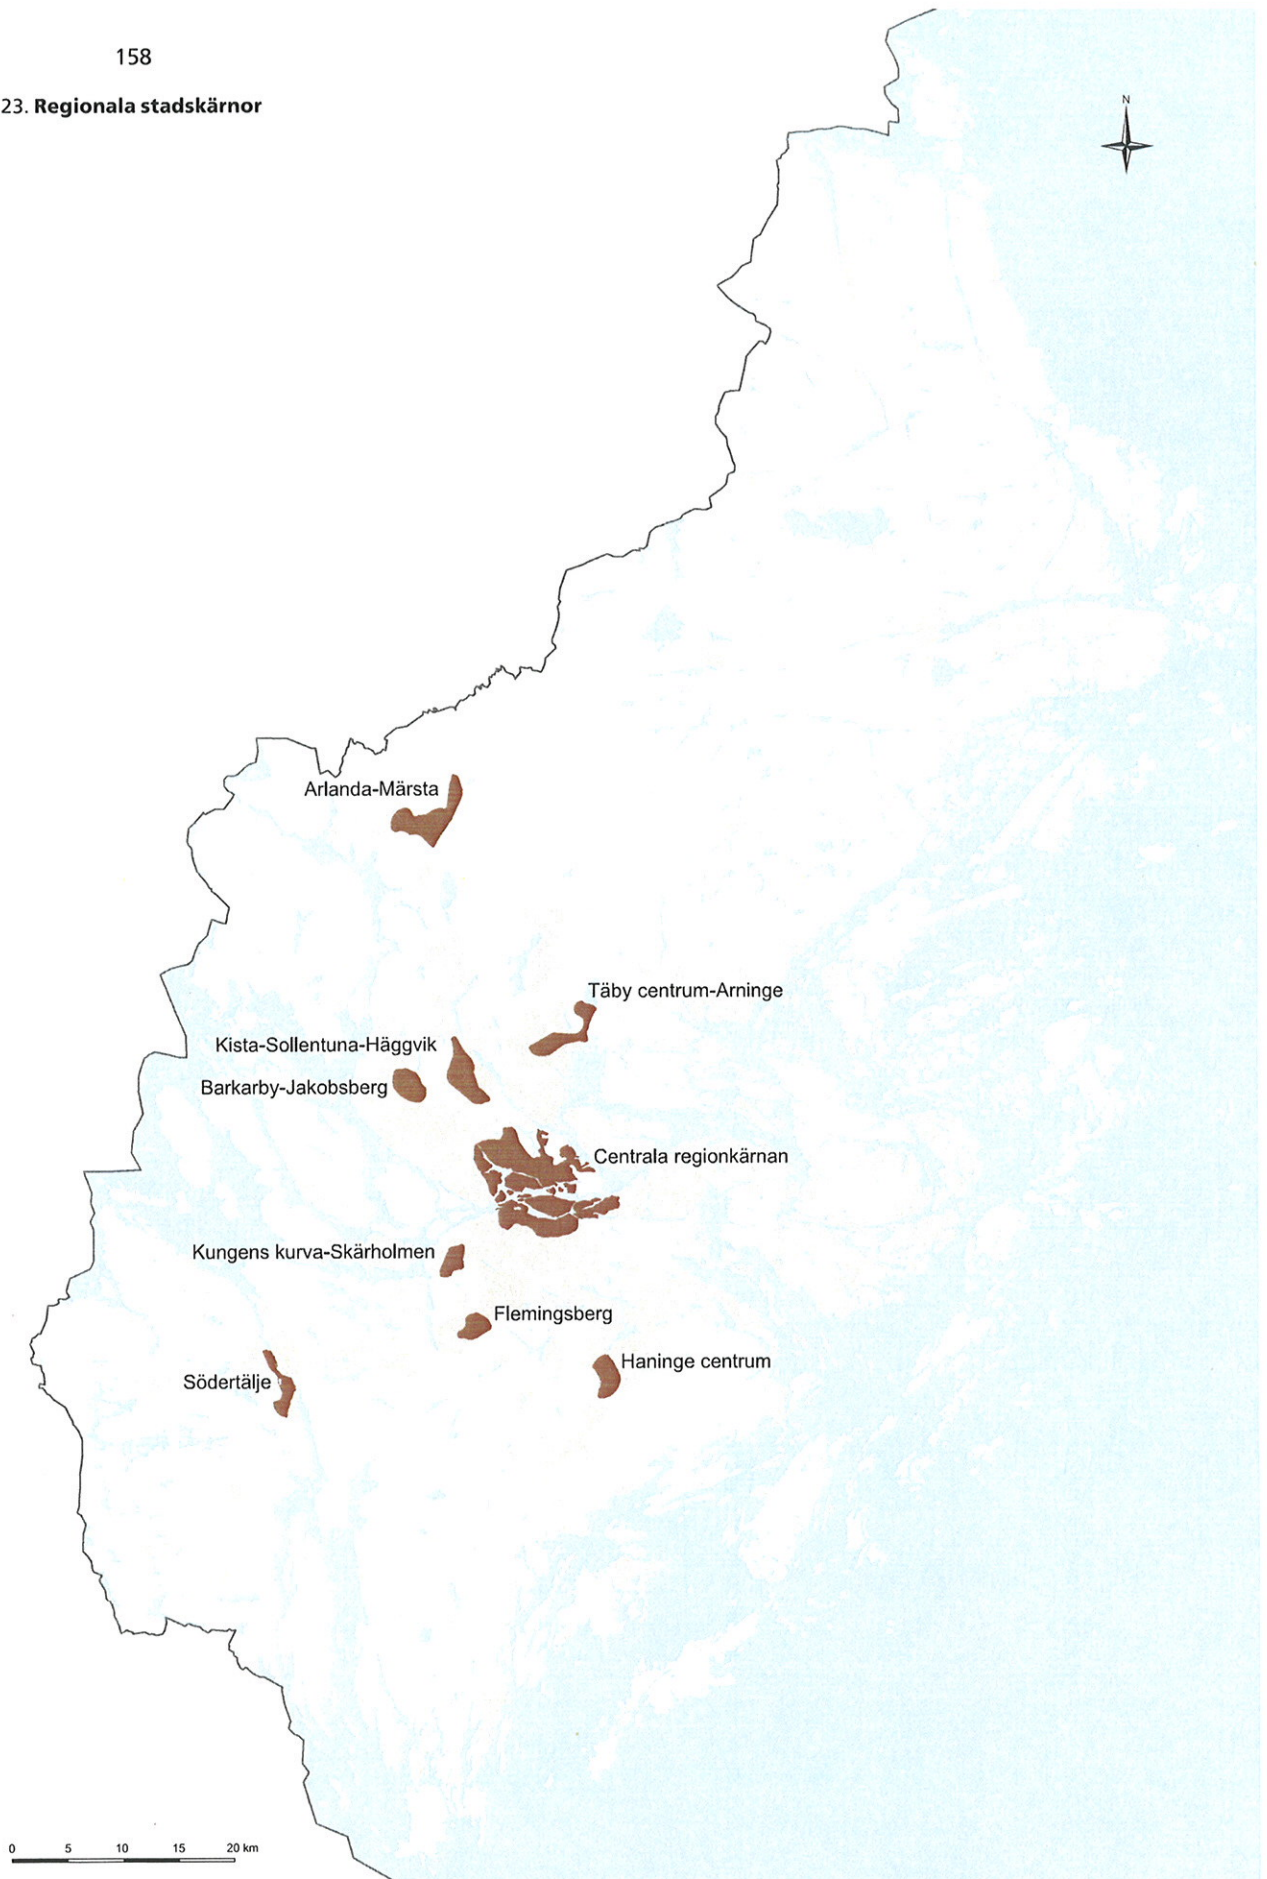 158
23. Regionala stadskärnor
N
Arlanda-Märsta
Täby centrum-Arninge
Kista-Sollentuna-Häggvik
Barkarby-Jakobsberg
Centrala regionkärnan
Kungens kurva-Skärholmen
Flemingsberg
Haninge centrum
Södertälje
0 5 10 15 20 km